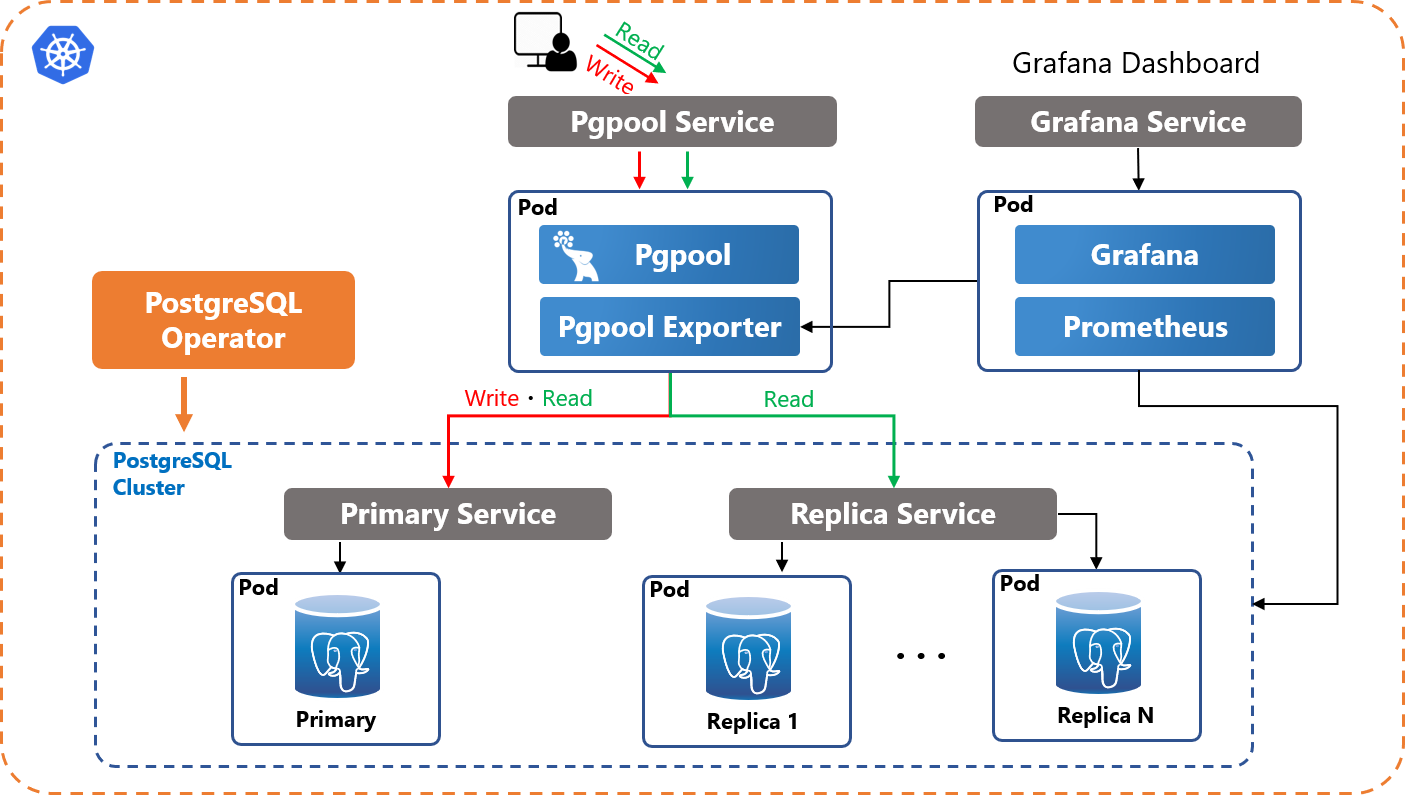 Read
Write
Grafana Dashboard
Pgpool Service
Grafana Service
Pod
Pgpool
Pgpool Exporter
Pod
Grafana
Prometheus
PostgreSQL
Operator
Write・Read
Read
PostgreSQL
Cluster
Primary Service
Replica Service
Pod
Primary
Pod
Replica 1
. . .
Pod
Replica N